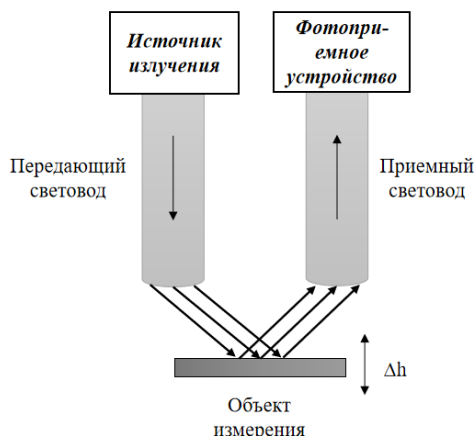 Источник
излучения
Фотопри-
емное
устройство
Передающий
световод
Приемный
световод
Δh
Объект
измерения